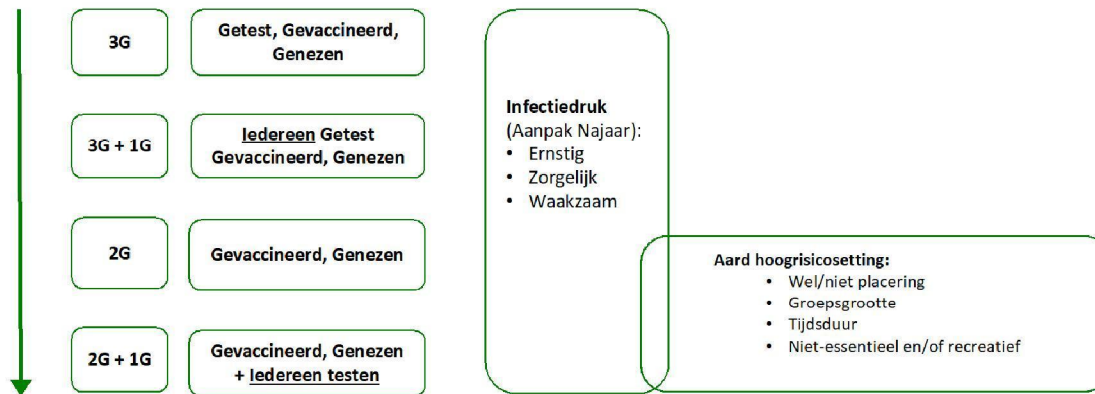 3G
Getest, Gevaccineerd,
Genezen
3G + 1G
Iedereen Getest
Gevaccineerd, Genezen
2G
Gevaccineerd, Genezen
2G + 1G
Gevaccineerd, Genezen
+ Iedereen testen
Infectiedruk
(Aanpak Najaar):
• Ernstig
• Zorgelijk
• Waakzaam
Aard hoogrisicosetting:
• Wel/niet placering
• Groepsgrootte
• Tijdsduur
• Niet-essentieel en/of recreatief